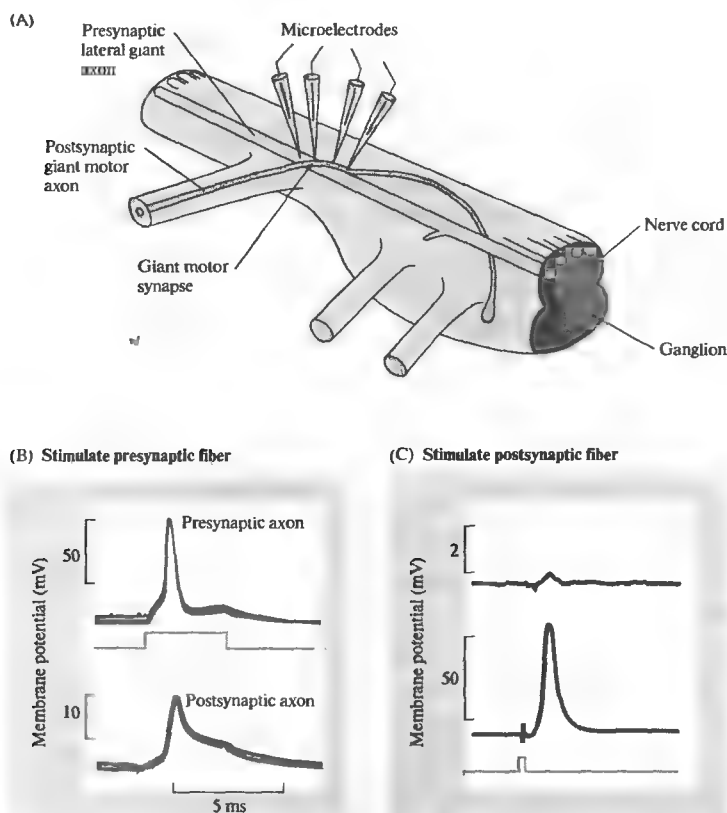 (A)
Presynaptic
lateral giant
axon
Microelectrodes
Postsynaptic
giant motor
axon
Giant motor
synapse
Nerve cord
Ganglion
(B) Stimulate presynaptic fiber
Membrane potential (mV)
50
Presynaptic axon
10
Postsynaptic axon
5 ms
(C) Stimulate postsynaptic fiber
Membrane potential (mV)
2
50